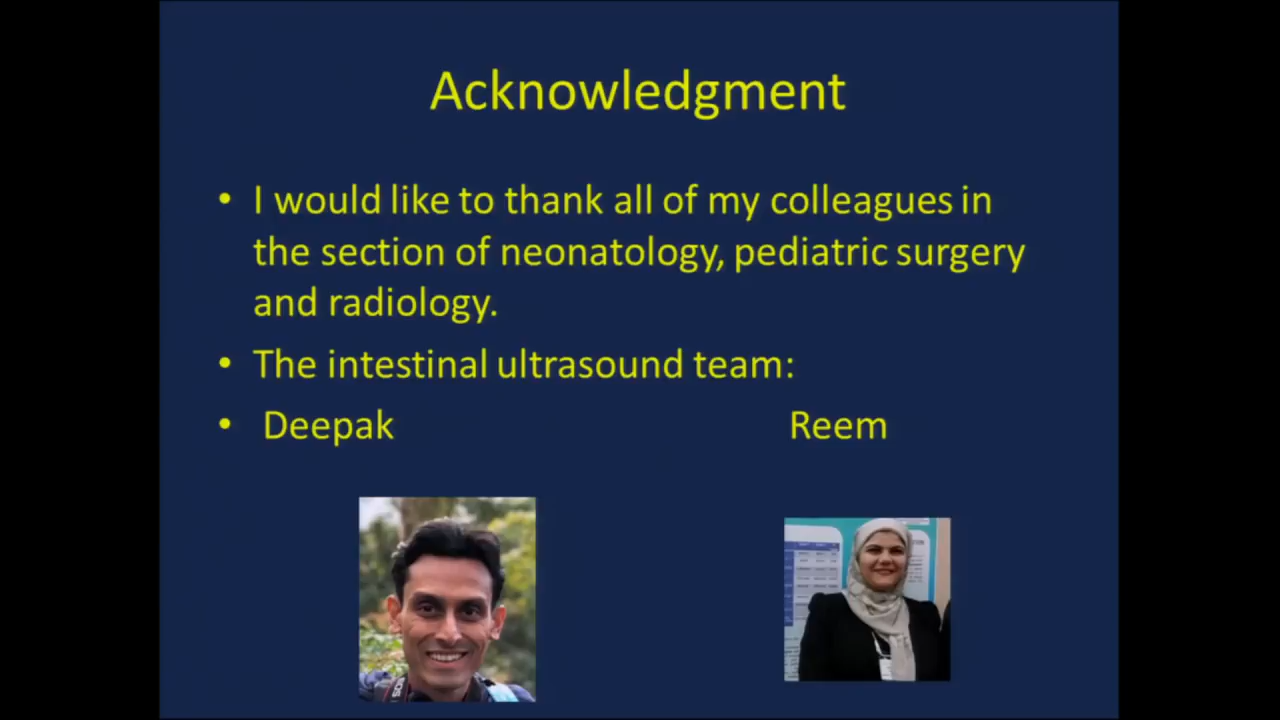 Acknowledgment
• I would like to thank all of my colleagues in
the section of neonatology, pediatric surgery
and radiology.
• The intestinal ultrasound team:
• Deepak Reem